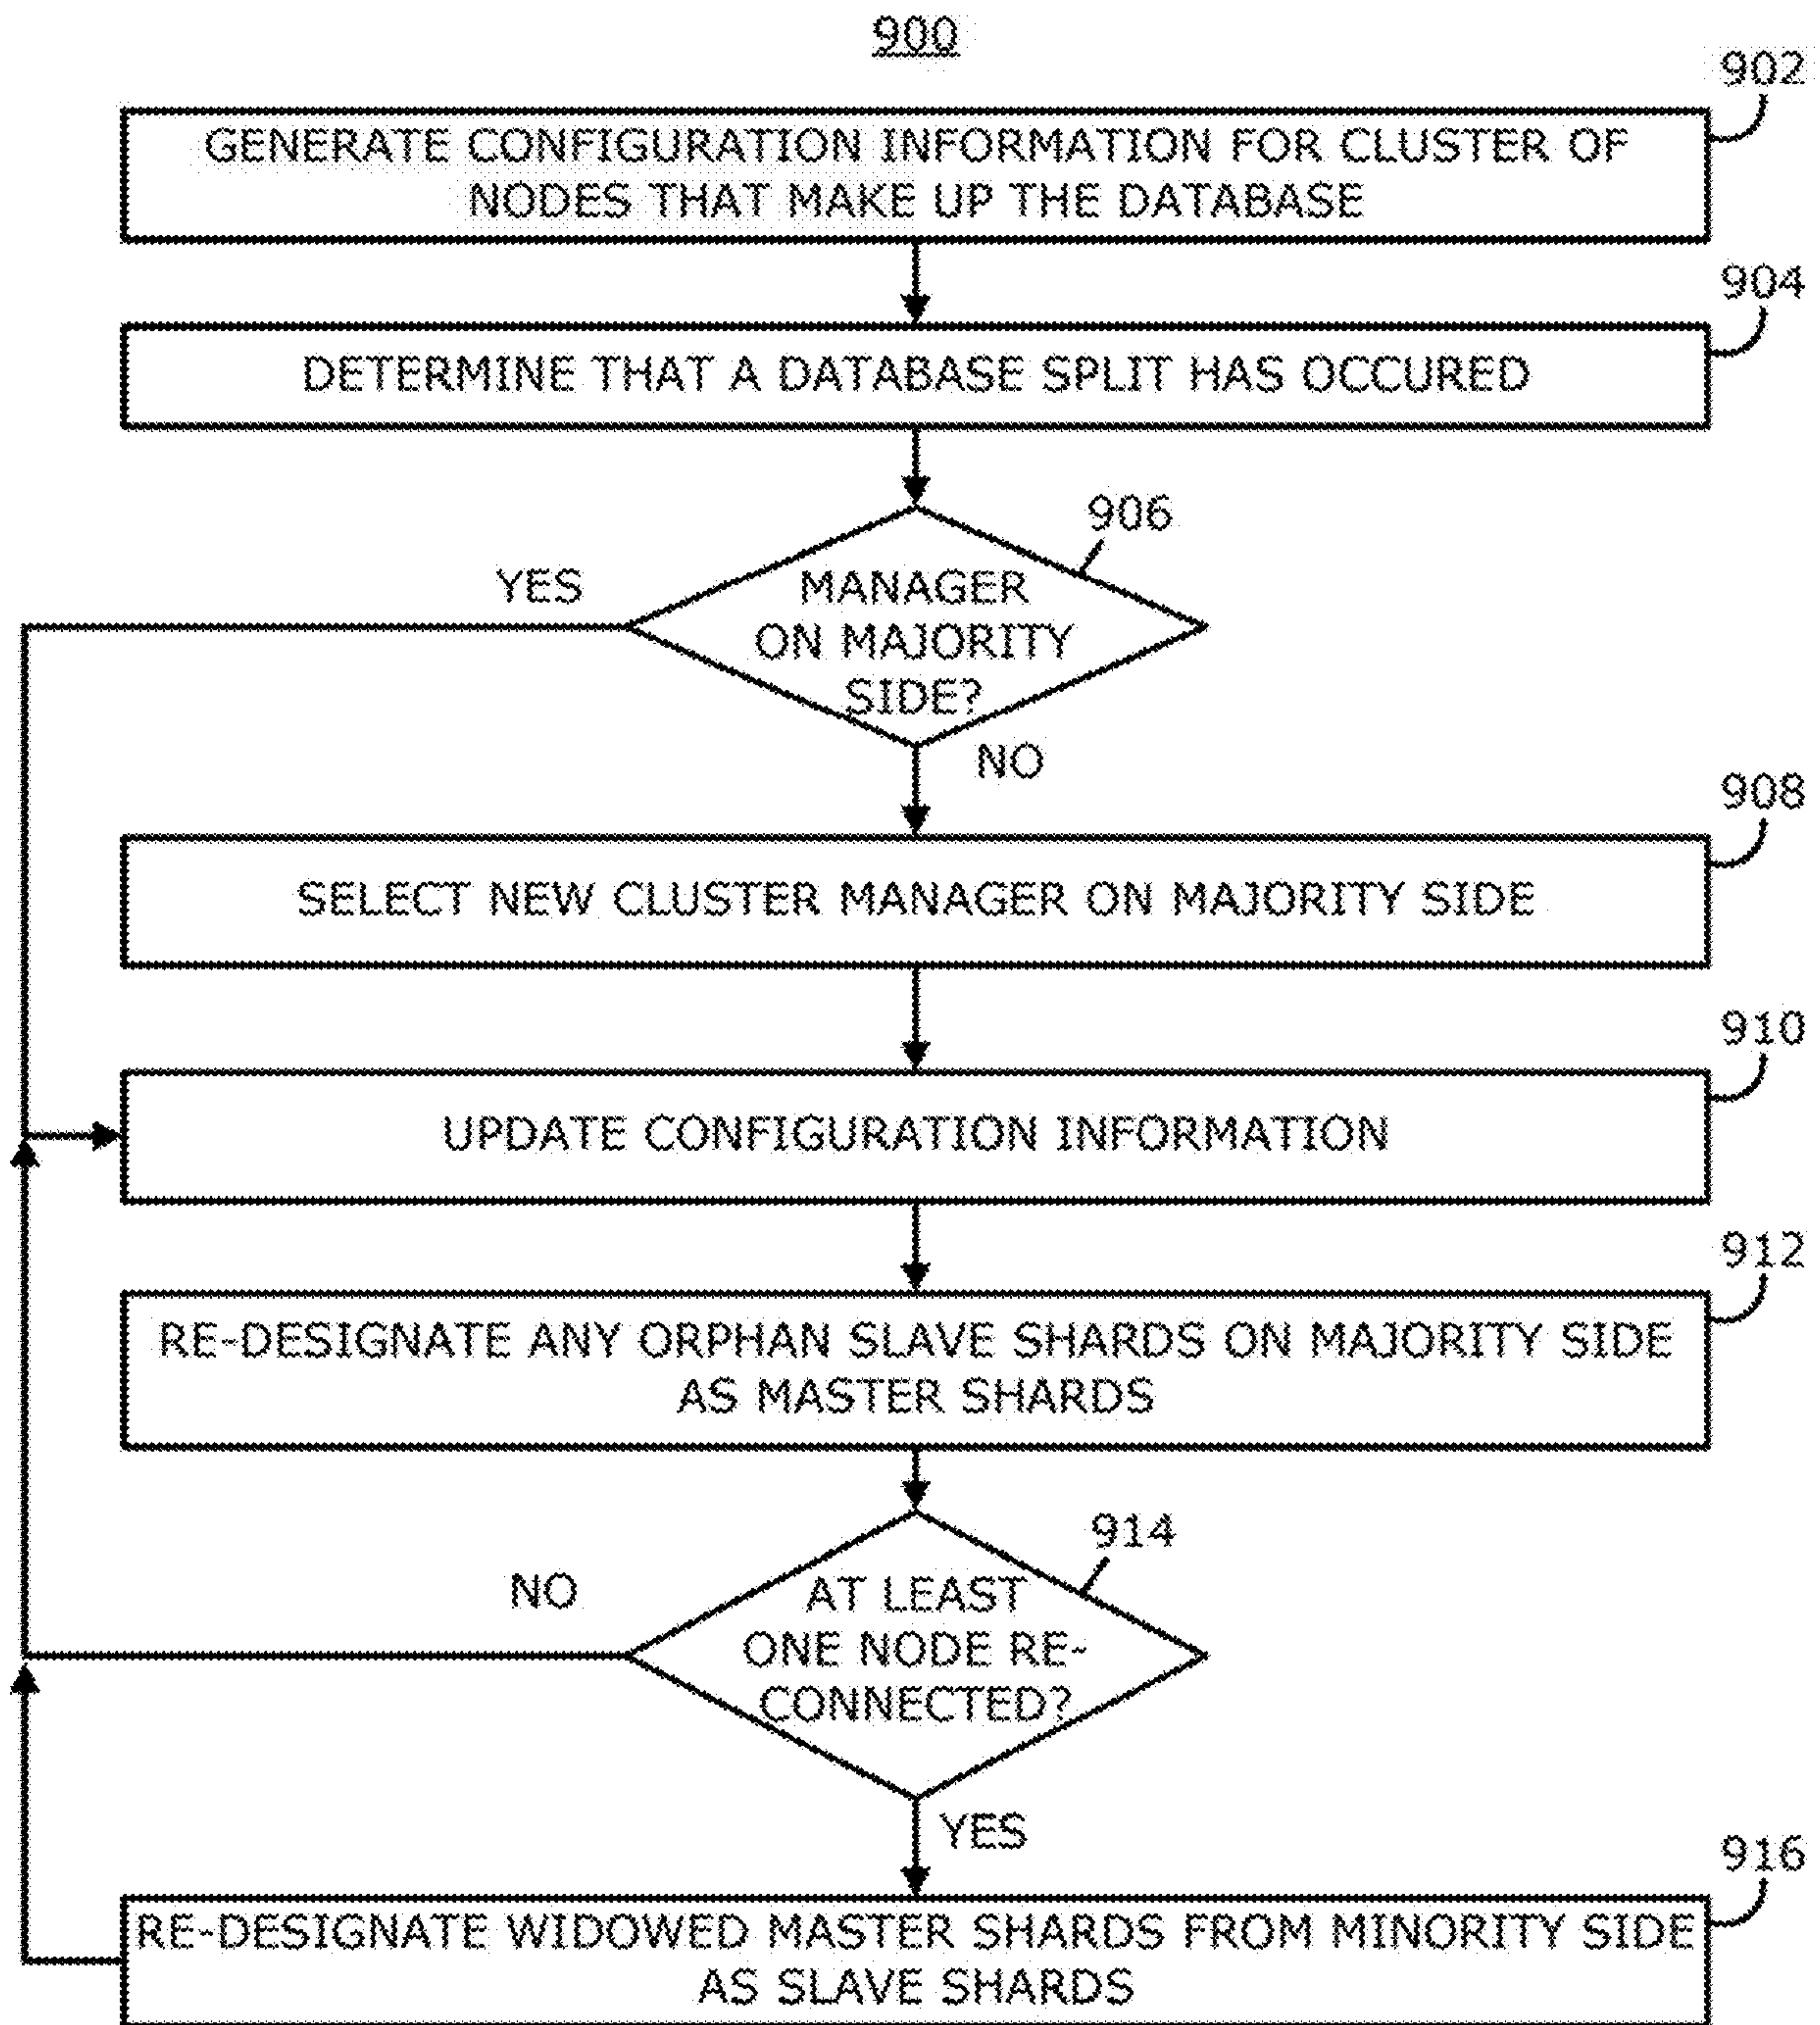 900
902
GENERATE CONFIGURATION INFORMATION FOR CLUSTER OF
NODES THAT MAKE UP THE DATABASE
904
DETERMINE THAT A DATABASE SPLIT HAS OCCURED
906
YES
MANAGER
ON MAJORITY
SIDE?
NO
908
SELECT NEW CLUSTER MANAGER ON MAJORITY SIDE
910
UPDATE CONFIGURATION INFORMATION
912
RE-DESIGNATE ANY ORPHAN SLAVE SHARDS ON MAJORITY SIDE
AS MASTER SHARDS
914
NO
AT LEAST
ONE NODE RE-
CONNECTED?
YES
916
RE-DESIGNATE WIDOWED MASTER SHARDS FROM MINORITY SIDE
AS SLAVE SHARDS